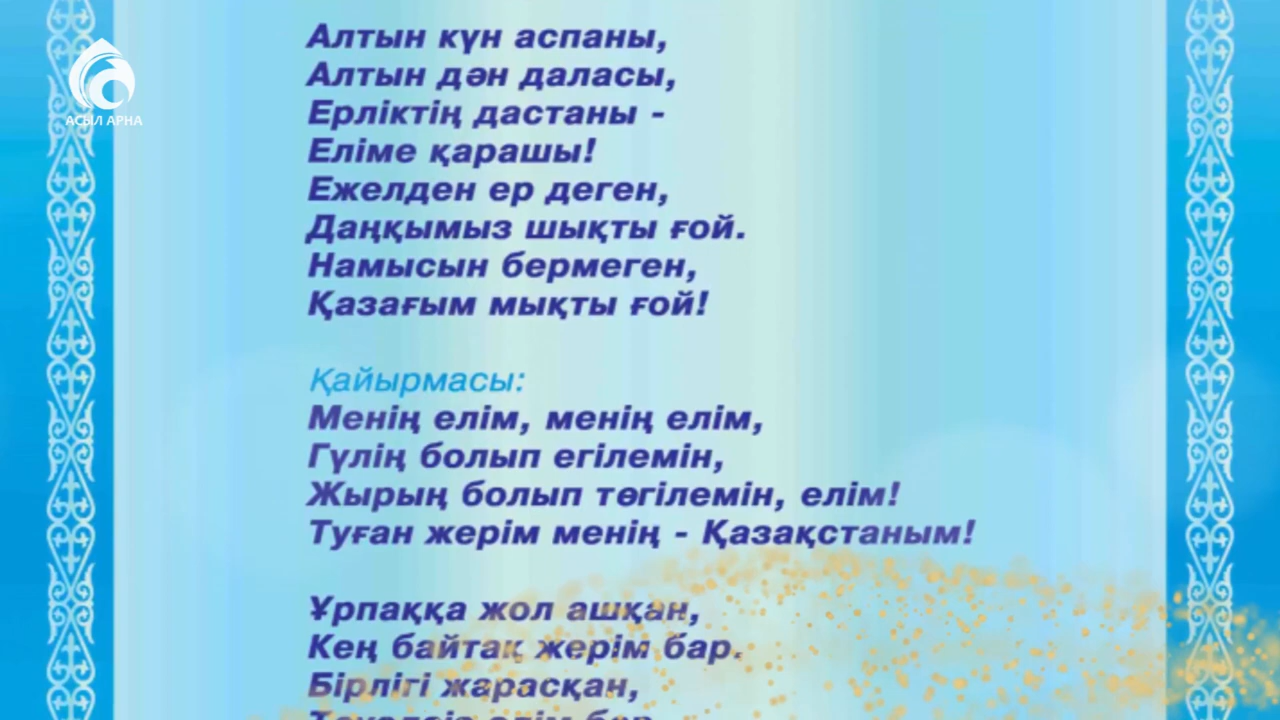 АСЫЛ АРНА
Алтын күн аспаны,
Алтын дән даласы,
Ерліктің дастаны -
Еліме қарашы!
Ежелден ер деген,
Даңқымыз шықты ғой.
Намысын бермеген,
Қазағым мықты ғой!
Қайырмасы:
Менің елім, менің елім,
Гүлің болып егілемін,
Жырың болып төгілемін, елім!
Туған жерім менің - Қазақстаным!
Ұрпаққа жол ашқан,
Кең байтақ жерім бар.
Бірлігі жарасқан,